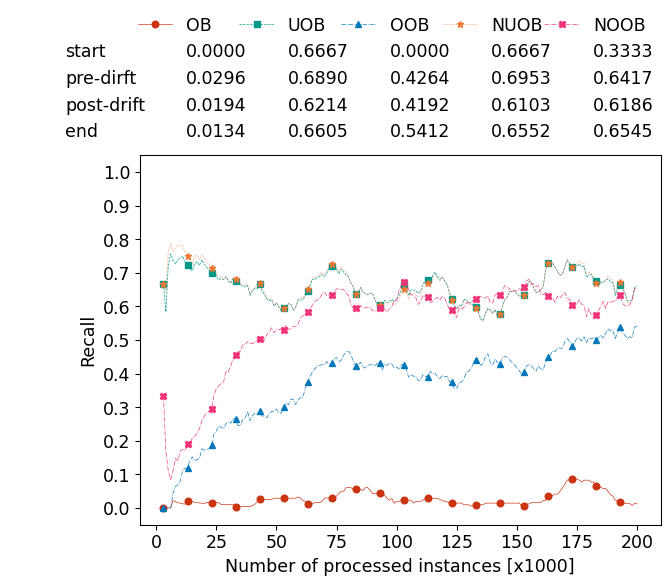 OB UOB OOB NUOB NOOB
start 0.0000 0.6667 0.0000 0.6667 0.3333
pre-dirft 0.0296 0.6890 0.4264 0.6953 0.6417
post-drift 0.0194 0.6214 0.4192 0.6103 0.6186
end 0.0134 0.6605 0.5412 0.6552 0.6545
1.0
0.9
0.8
0.7
0.6
0.5
0.4
0.3
0.2
0.1
0.0
Recall
0 25 50 75 100 125 150 175 200
Number of processed instances [x1000]